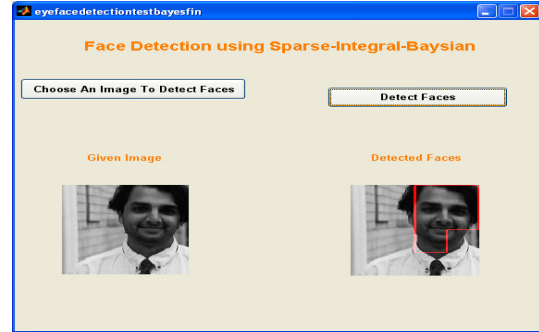 eyefacedetectiontestbayesfin
Face Detection using Sparse-Integral-Baysian
Choose An Image To Detect Faces
Detect Faces
Given Image
Detected Faces